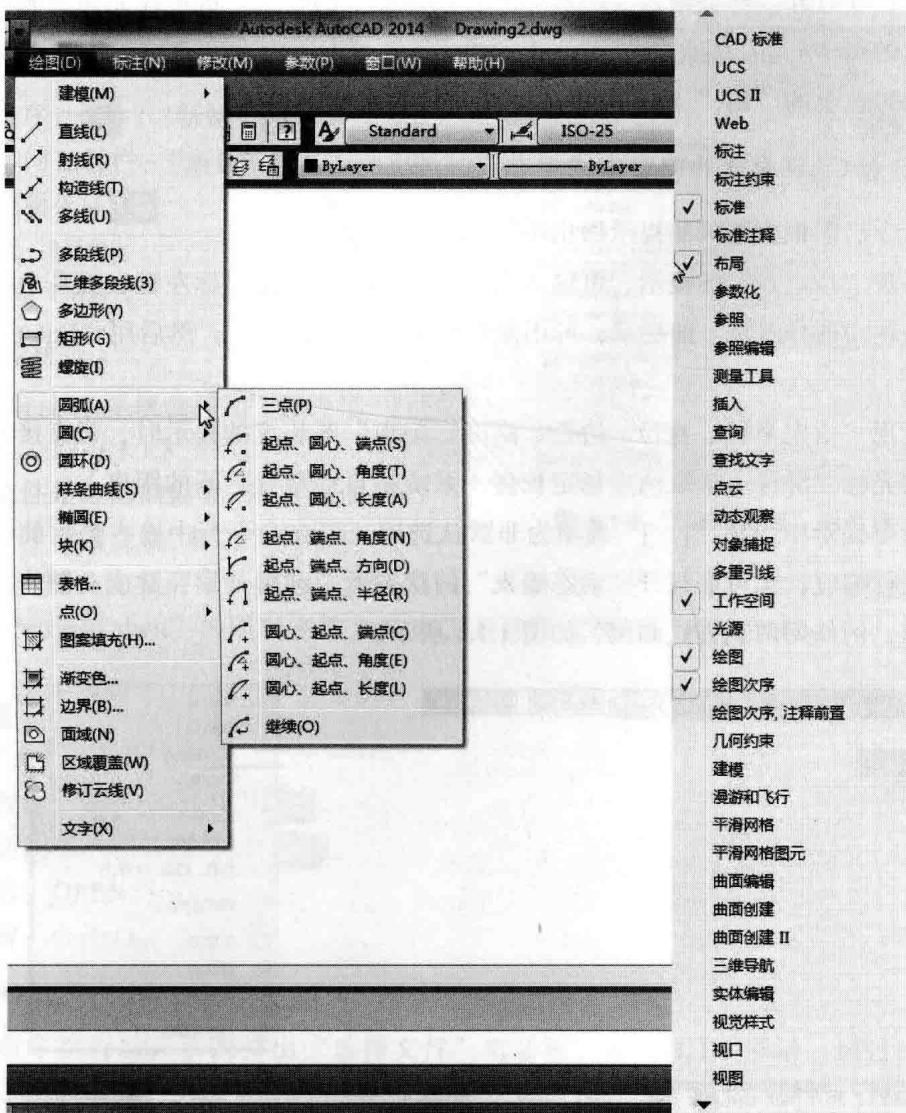 Autodesk AutoCAD 2014 Drawing2.dwg
绘图(D) 标注(N) 修改(M) 参数(P) 窗口(W) 帮助(H)
建模(M)
直线(L)
射线(R)
构造线(T)
多线(U)
多段线(P)
三维多段线(3)
多边形(Y)
矩形(G)
螺旋(I)
圆弧(A)
圆(C)
圆环(D)
样条曲线(S)
椭圆(E)
块(K)
表格...
点(O)
图案填充(H)...
渐变色...
边界(B)...
面域(N)
区域覆盖(W)
修订云线(V)
文字(X)
Standard ISO-25
ByLayer ByLayer
三点(P)
起点、圆心、端点(S)
起点、圆心、角度(T)
起点、圆心、长度(A)
起点、端点、角度(N)
起点、端点、方向(D)
起点、端点、半径(R)
圆心、起点、端点(C)
圆心、起点、角度(E)
圆心、起点、长度(L)
继续(O)
CAD 标准
UCS
UCS II
Web
标注
标注约束
标准
标准注释
布局
参数化
参照
参照编辑
测量工具
插入
查询
查找文字
点云
动态观察
对象捕捉
多重引线
工作空间
光源
绘图
绘图次序
绘图次序, 注释前置
几何约束
建模
漫游和飞行
平滑网格
平滑网格图元
曲面编辑
曲面创建
曲面创建 II
三维导航
实体编辑
视觉样式
视口
视图